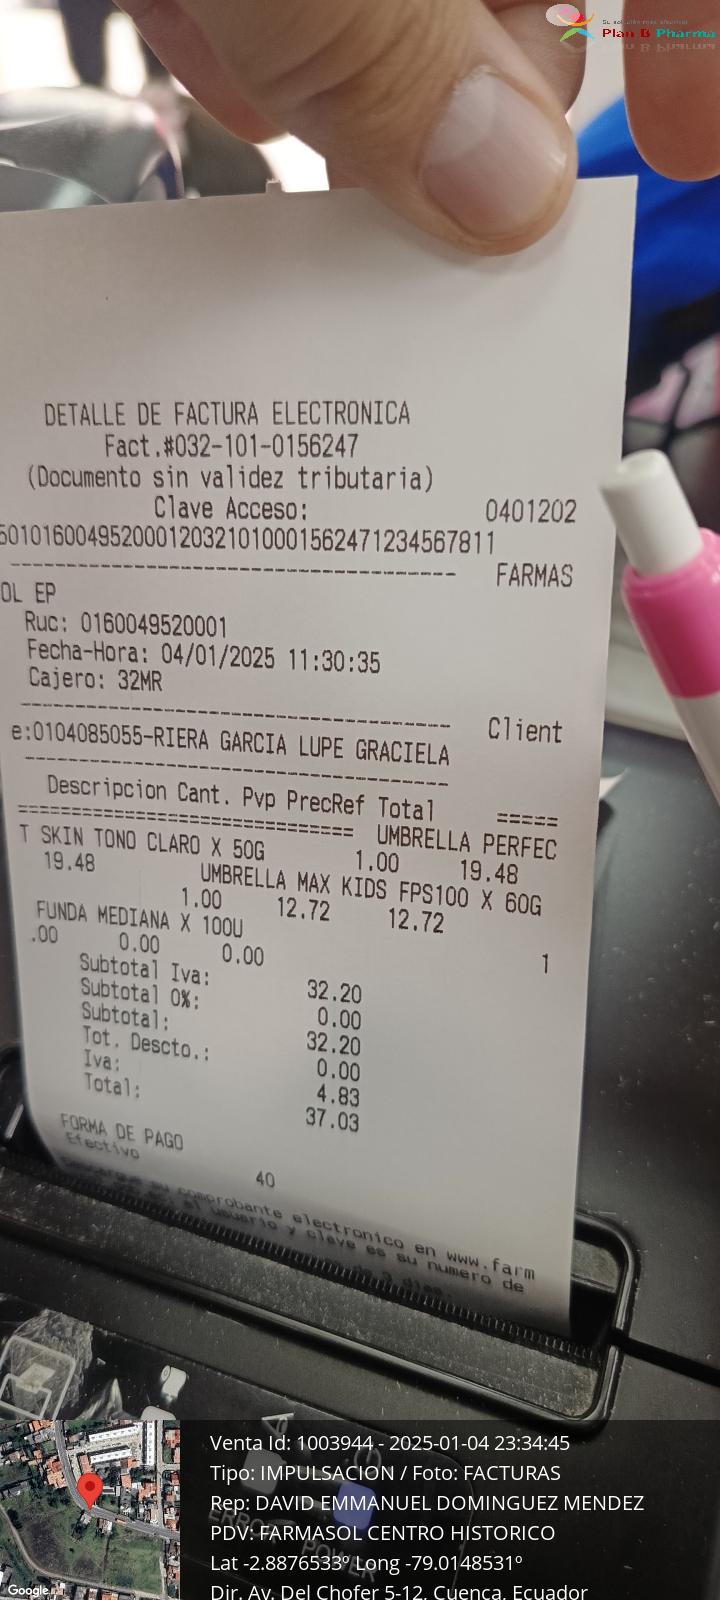 Plan B Pharma
DETALLE DE FACTURA ELECTRONICA
Fact.#032-101-0156247
(Documento sin validez tributaria)
Clave Acceso: 0401202
501016004952000120321010001562471234567811
---------------------------------- FARMAS
OL EP
Ruc: 0160049520001
Fecha-Hora: 04/01/2025 11:30:35
Cajero: 32MR
---------------------------------- Client
e:0104085055-RIERA GARCIA LUPE GRACIELA
----------------------------------
Descripcion Cant. Pvp PrecRef Total =====
============================== UMBRELLA PERFEC
T SKIN TONO CLARO X 50G 1.00 19.48
19.48 UMBRELLA MAX KIDS FPS100 X 60G
1.00 12.72 12.72
FUNDA MEDIANA X 100U 1
.00 0.00 0.00
Subtotal Iva: 32.20
Subtotal 0%: 0.00
Subtotal: 32.20
Tot. Descto.: 0.00
Iva: 4.83
Total: 37.03
FORMA DE PAGO
Efectivo 40
comprobante electronico en www.farm
usuario y clave es su numero de
ERROR
POWER
Google
Venta Id: 1003944 - 2025-01-04 23:34:45
Tipo: IMPULSACION / Foto: FACTURAS
Rep: DAVID EMMANUEL DOMINGUEZ MENDEZ
PDV: FARMASOL CENTRO HISTORICO
Lat -2.8876533º Long -79.0148531º
Dir. Av. Del Chofer 5-12, Cuenca, Ecuador